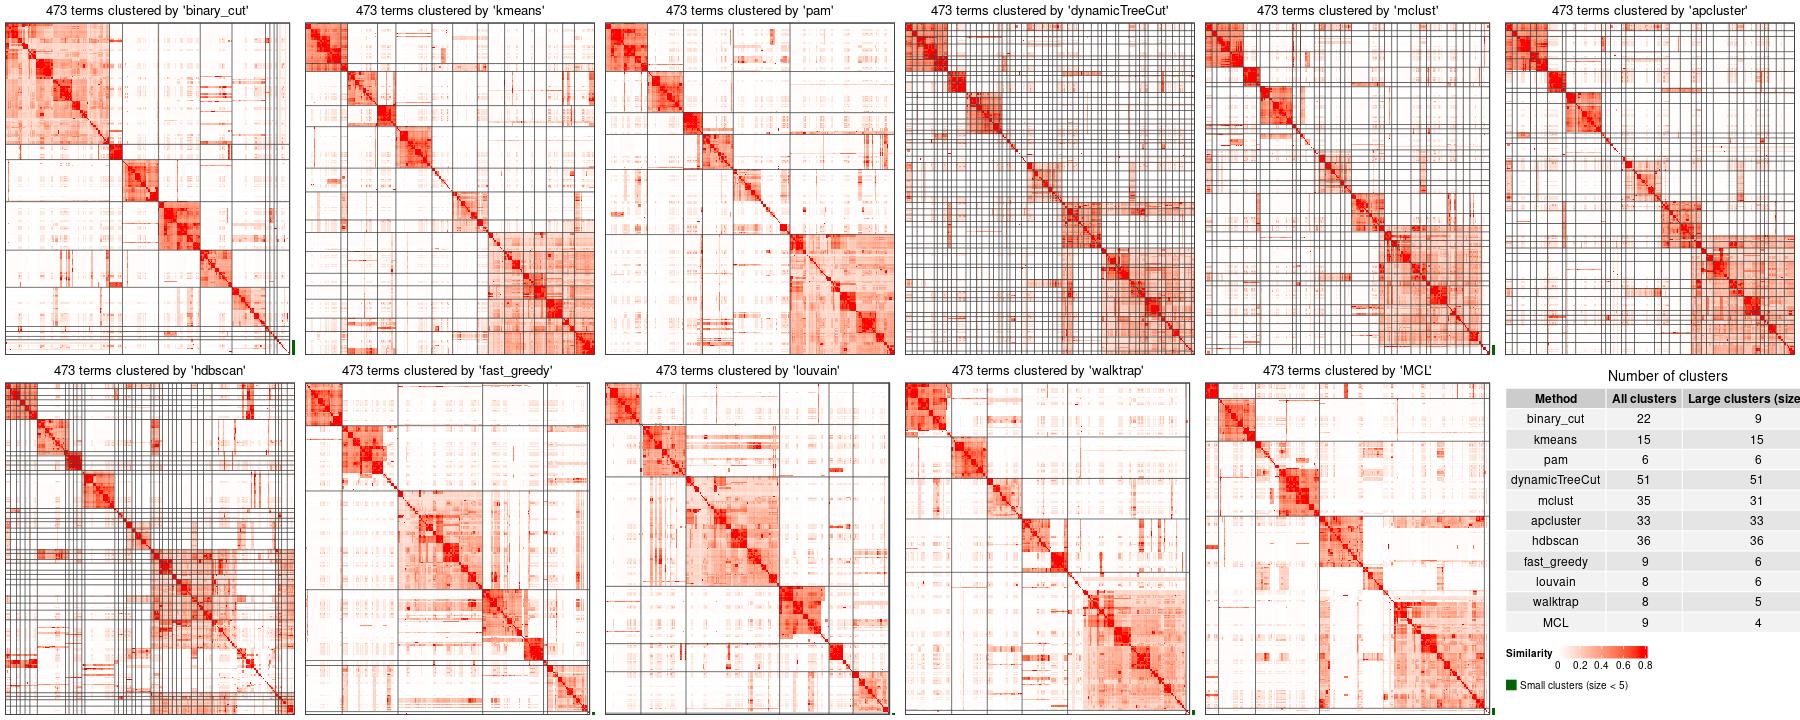 473 terms clustered by 'binary_cut'
473 terms clustered by 'kmeans'
473 terms clustered by 'pam'
473 terms clustered by 'dynamicTreeCut'
473 terms clustered by 'mclust'
473 terms clustered by 'apcluster'
473 terms clustered by 'hdbscan'
473 terms clustered by 'fast_greedy'
473 terms clustered by 'louvain'
473 terms clustered by 'walktrap'
473 terms clustered by 'MCL'
Number of clusters
Method All clusters Large clusters (size
binary_cut 22 9
kmeans 15 15
pam 6 6
dynamicTreeCut 51 51
mclust 35 31
apcluster 33 33
hdbscan 36 36
fast_greedy 9 6
louvain 8 6
walktrap 8 5
MCL 9 4
Similarity
0 0.2 0.4 0.6 0.8
Small clusters (size < 5)